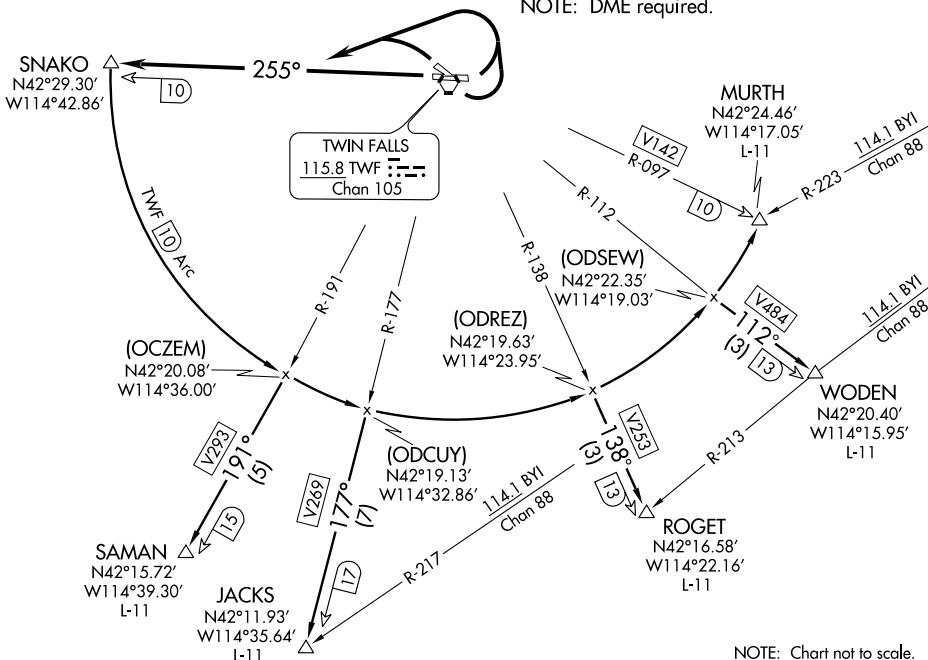 NOTE: DME required.
SNAKO
N42°29.30'
W114°42.86'
10
255°
TWIN FALLS
115.8 TWF
Chan 105
MURTH
N42°24.46'
W114°17.05'
L-11
V142
R-097
10
114.1 BYI
Chan 88
R-223
R-112
TWF 10 Arc
R-191
R-177
R-138
(ODSEW)
N42°22.35'
W114°19.03'
(ODREZ)
N42°19.63'
W114°23.95'
(OCZEM)
N42°20.08'
W114°36.00'
V484
112°
(3)
13
114.1 BYI
Chan 88
WODEN
N42°20.40'
W114°15.95'
L-11
R-213
V293
191°
(5)
15
V269
177°
(7)
17
(ODCUY)
N42°19.13'
W114°32.86'
V253
138°
(3)
13
114.1 BYI
Chan 88
R-217
ROGET
N42°16.58'
W114°22.16'
L-11
SAMAN
N42°15.72'
W114°39.30'
L-11
JACKS
N42°11.93'
W114°35.64'
L-11
NOTE: Chart not to scale.